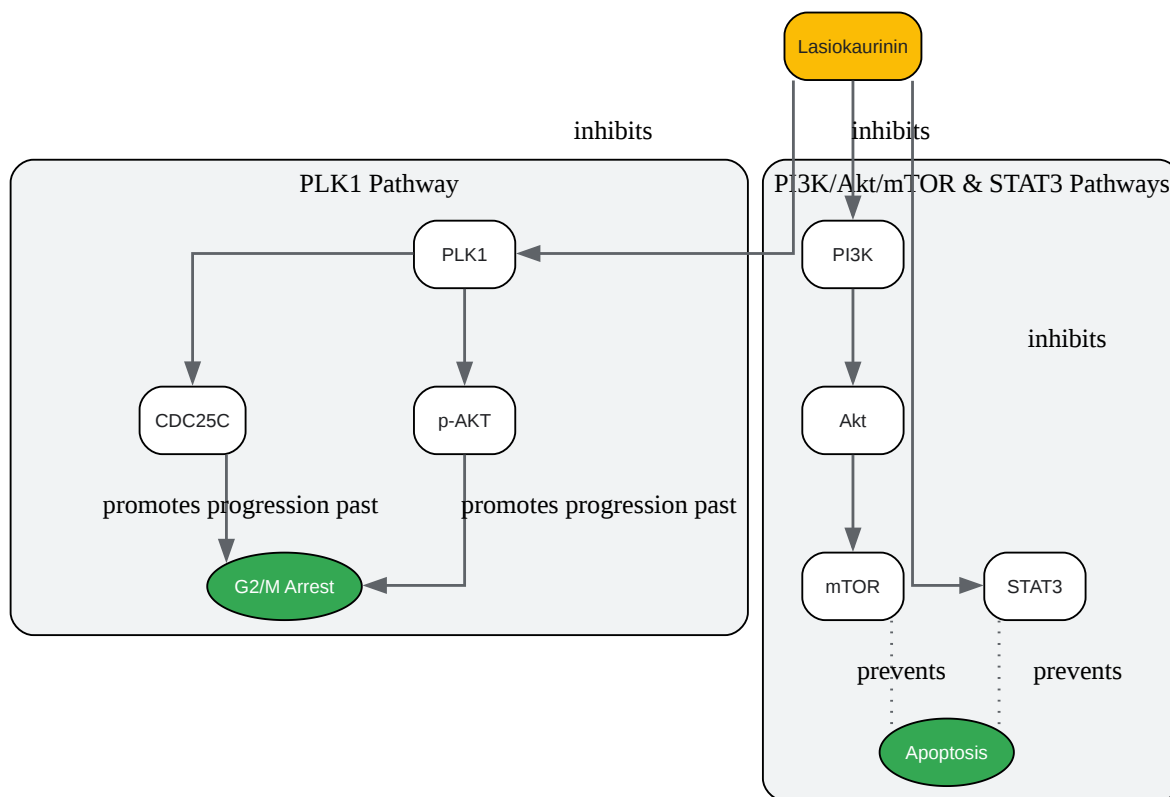 Lasiokaurinin
inhibits
inhibits
PLK1 Pathway
PI3K/Akt/mTOR & STAT3 Pathways
PLK1
PI3K
inhibits
CDC25C
p-AKT
Akt
promotes progression past
promotes progression past
G2/M Arrest
mTOR
STAT3
prevents
prevents
Apoptosis